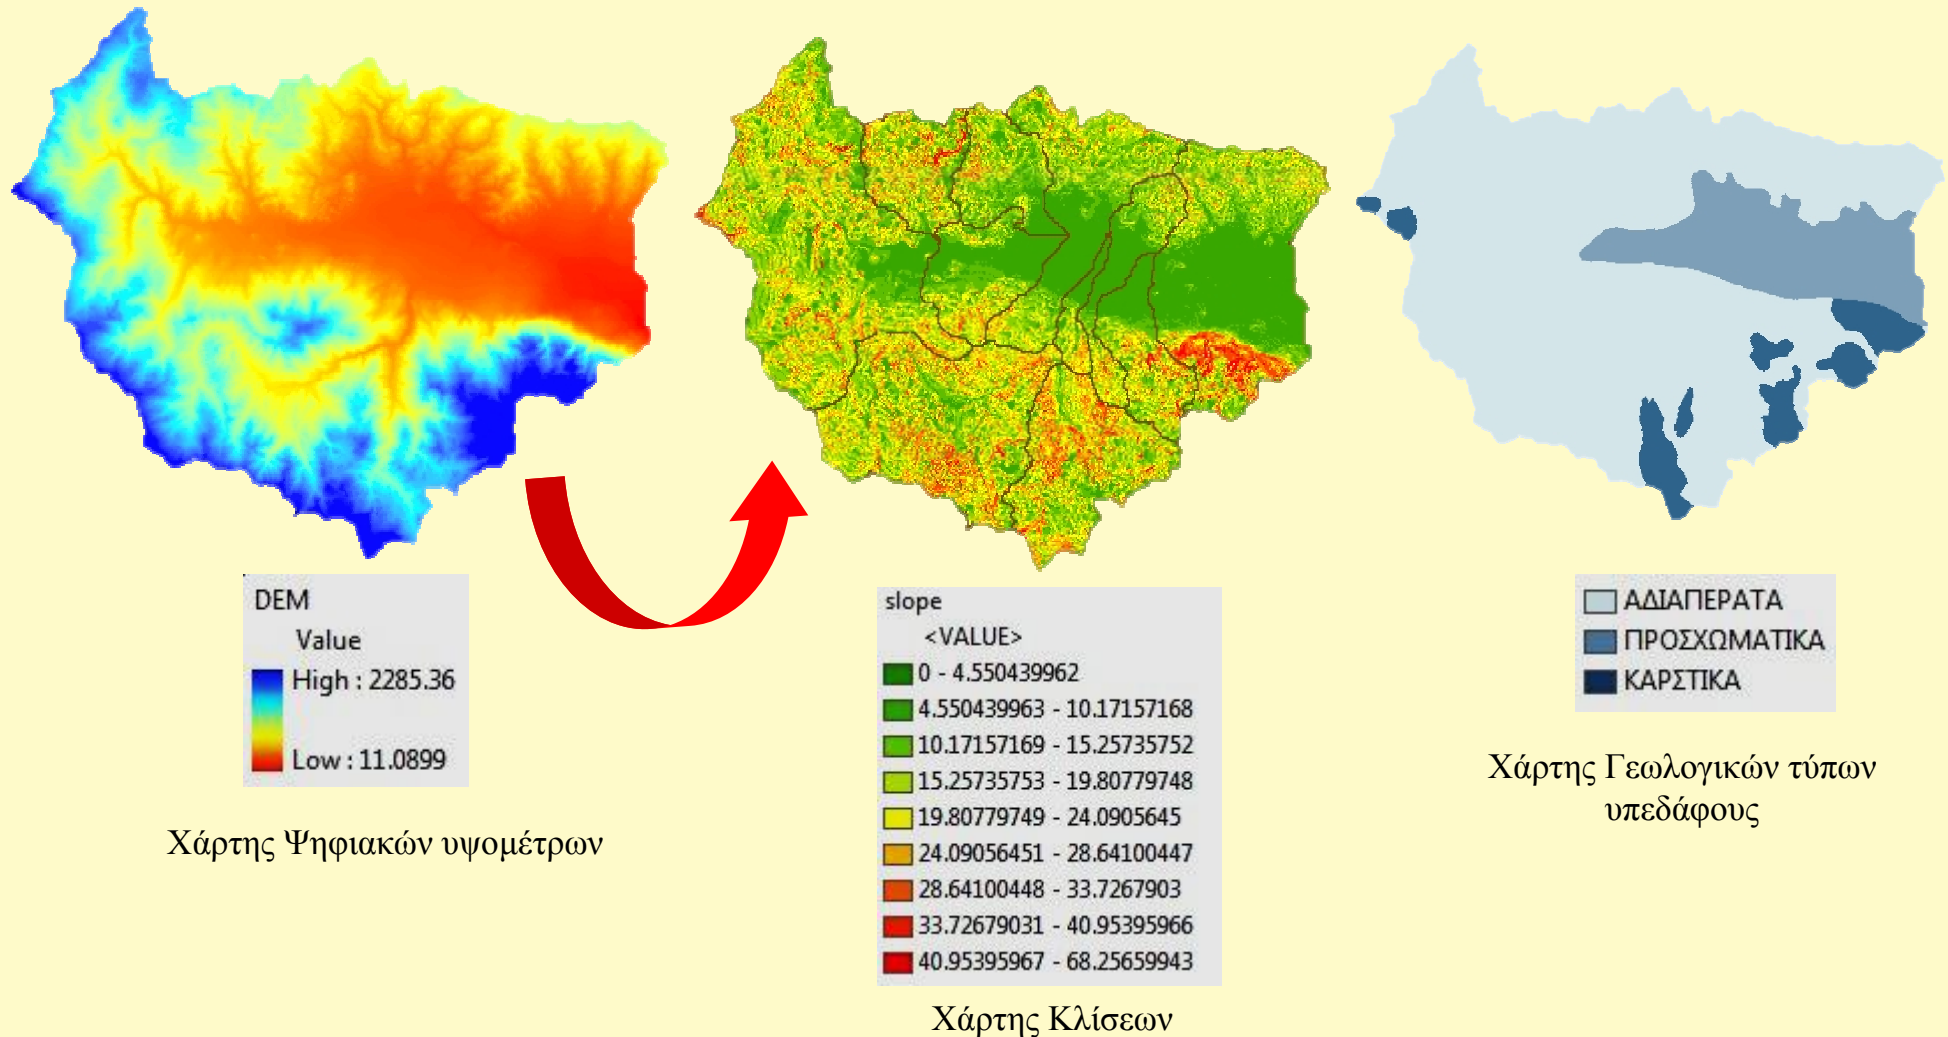 DEM
Value
High : 2285.36
Low : 11.0899
Χάρτης Ψηφιακών υψομέτρων
slope
<VALUE>
0 - 4.550439962
4.550439963 - 10.17157168
10.17157169 - 15.25735752
15.25735753 - 19.80779748
19.80779749 - 24.0905645
24.09056451 - 28.64100447
28.64100448 - 33.7267903
33.72679031 - 40.95395966
40.95395967 - 68.25659943
Χάρτης Κλίσεων
ΑΔΙΑΠΕΡΑΤΑ
ΠΡΟΣΧΩΜΑΤΙΚΑ
ΚΑΡΣΤΙΚΑ
Χάρτης Γεωλογικών τύπων
υπεδάφους